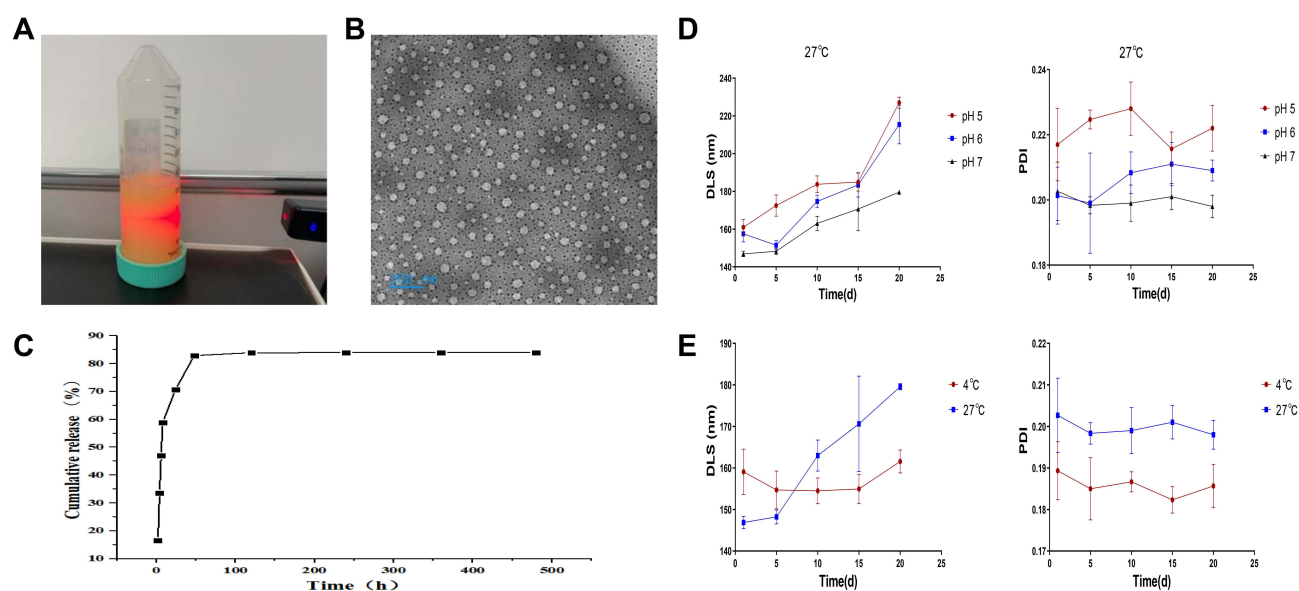 A
B
C
90
80
70
60
50
40
30
20
10
Cumulative release (%)
0
100
200
300
400
500
Time (h)
D
27°C
240
220
200
180
160
140
DLS (nm)
0
5
10
15
20
25
Time(d)
pH 5
pH 6
pH 7
27°C
0.24
0.22
0.20
0.18
PDI
0
5
10
15
20
25
Time(d)
pH 5
pH 6
pH 7
E
190
180
170
160
150
140
DLS (nm)
0
5
10
15
20
25
Time(d)
4°C
27°C
0.21
0.20
0.19
0.18
0.17
PDI
0
5
10
15
20
25
Time(d)
4°C
27°C